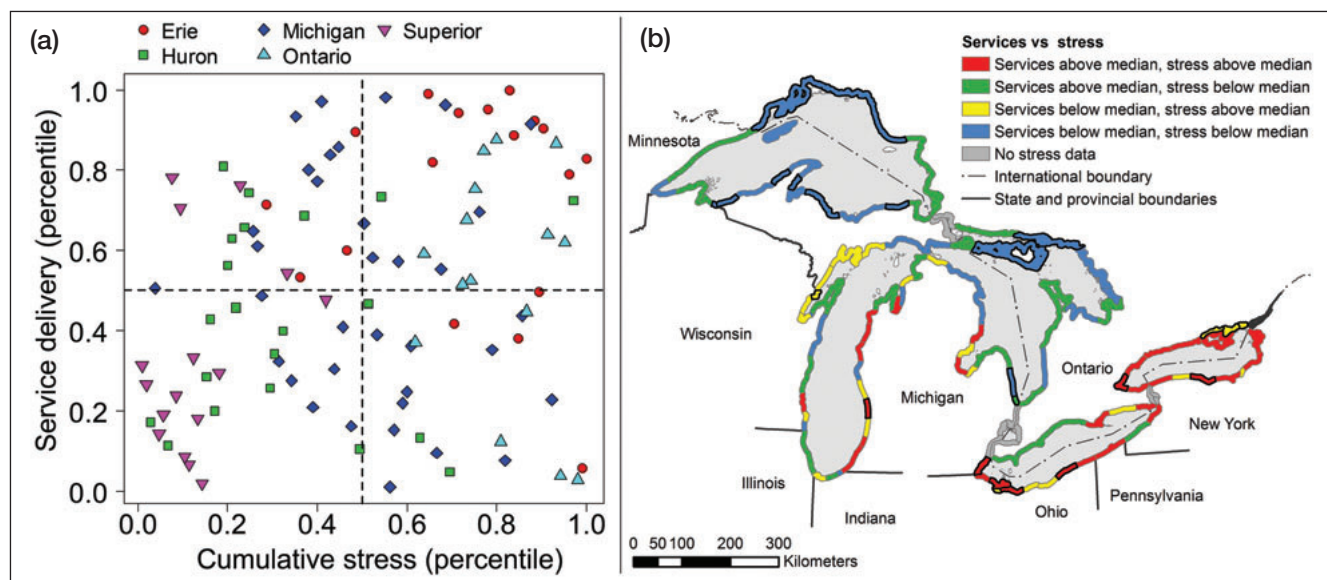 (a)
Erie
Michigan
Superior
Huron
Ontario
1.0
0.8
0.6
0.4
0.2
0.0
Service delivery (percentile)
0.0 0.2 0.4 0.6 0.8 1.0
Cumulative stress (percentile)
(b)
Services vs stress
Services above median, stress above median
Services above median, stress below median
Services below median, stress above median
Services below median, stress below median
No stress data
International boundary
State and provincial boundaries
Minnesota
Wisconsin
Michigan
Ontario
New York
Illinois
Indiana
Ohio
Pennsylvania
0 50 100 200 300
Kilometers